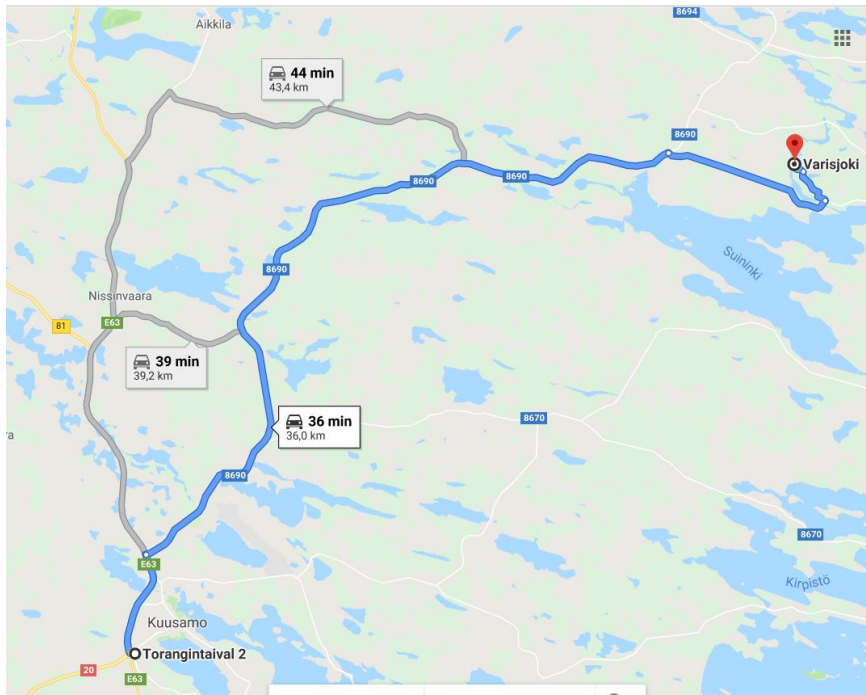 8694
Aikkila
44 min
43,4 km
8690
Varisjoki
8690
8690
Suininki
8690
Nissinvaara
E63
81
39 min
39,2 km
36 min
36,0 km
8670
ra
8690
8670
E63
Kirpistö
Kuusamo
Torangintaival 2
20
E63